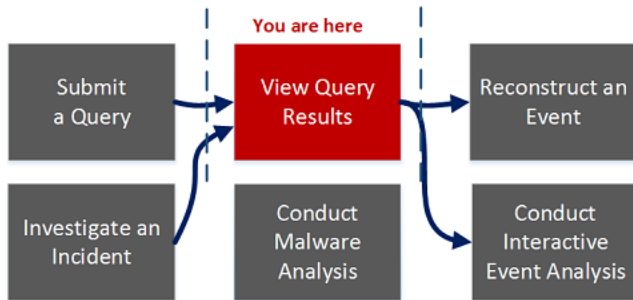 You are here
Submit
a Query
View Query
Results
Reconstruct an
Event
Investigate an
Incident
Conduct
Malware
Analysis
Conduct
Interactive
Event Analysis